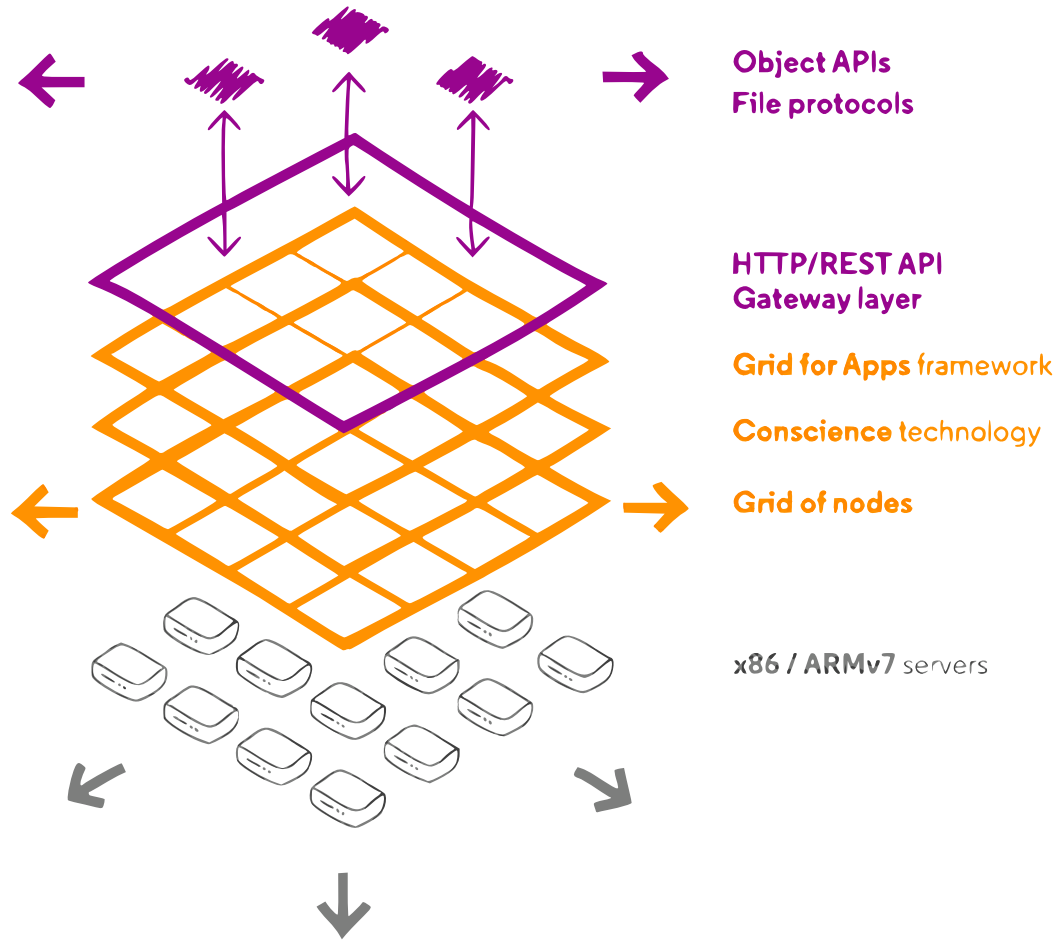 Object APIs
File protocols
HTTP/REST API
Gateway layer
Grid for Apps framework
Conscience technology
Grid of nodes
x86 / ARMv7 servers